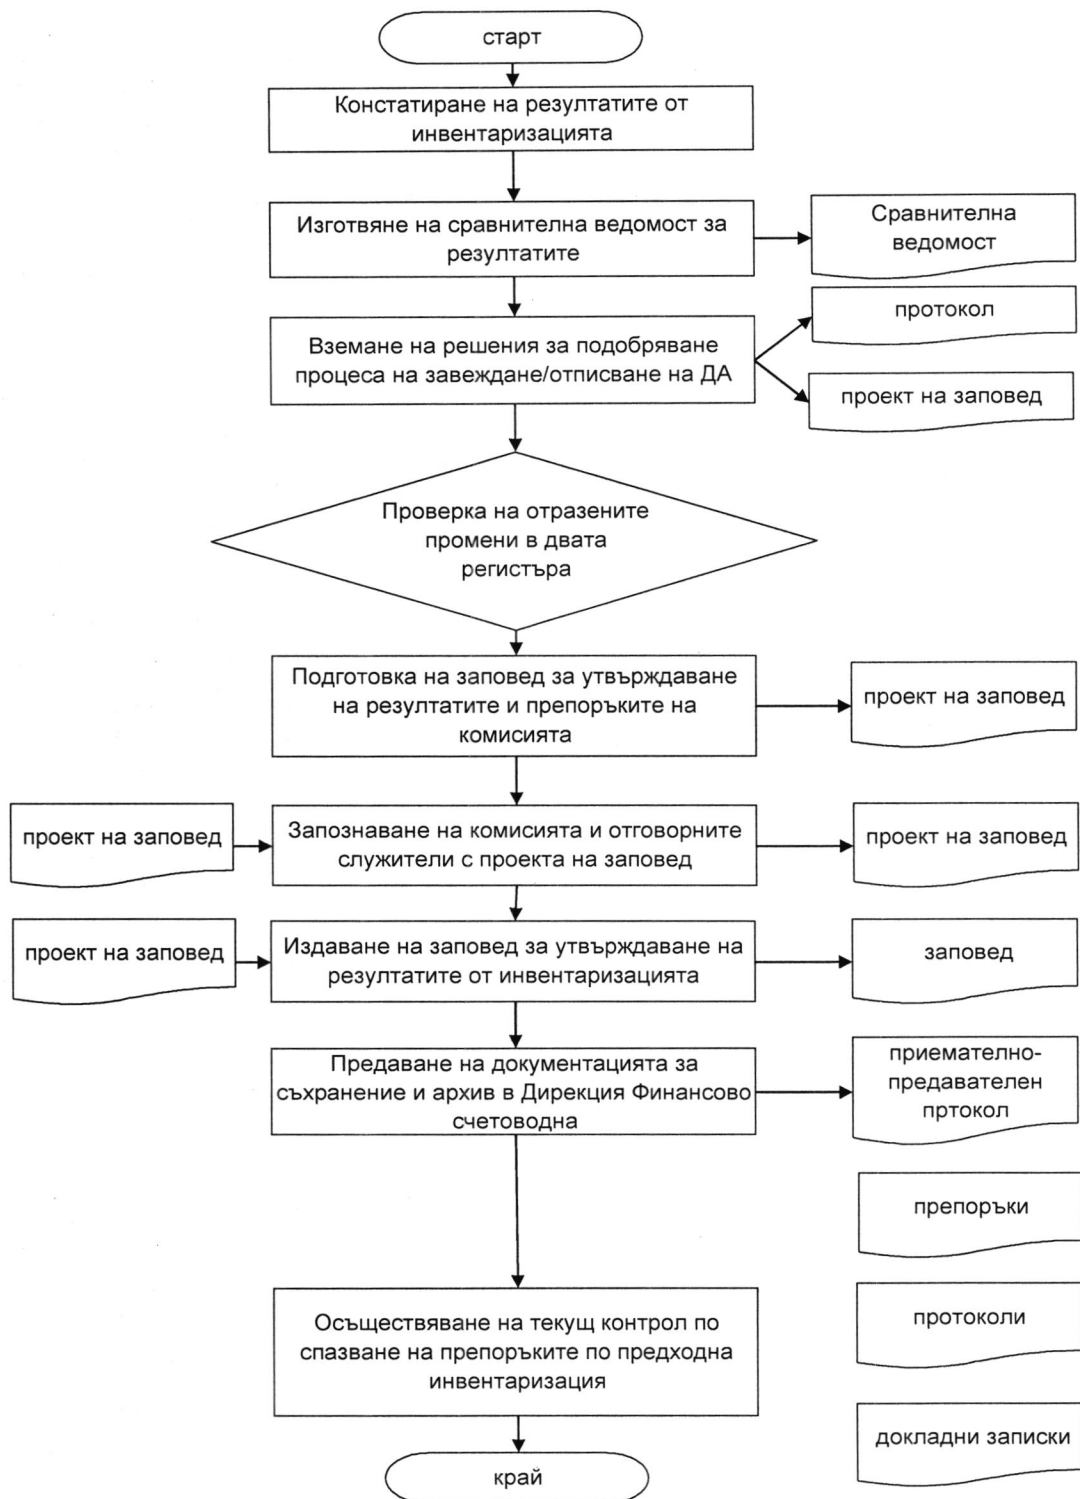 старт
Констатиране на резултатите от
инвентаризацията
Изготвяне на сравнителна ведомост за
резултатите
Сравнителна
ведомост
Вземане на решения за подобряване
процеса на завеждане/отписване на ДА
протокол
проект на заповед
Проверка на отразените
промени в двата
регистъра
Подготовка на заповед за утвърждаване
на резултатите и препоръките на
комисията
проект на заповед
проект на заповед
Запознаване на комисията и отговорните
служители с проекта на заповед
проект на заповед
проект на заповед
Издаване на заповед за утвърждаване на
резултатите от инвентаризацията
заповед
Предаване на документацията за
съхранение и архив в Дирекция Финансово
счетоводна
приемателно-
предавателен
пртокол
препоръки
Осъществяване на текущ контрол по
спазване на препоръките по предходна
инвентаризация
протоколи
докладни записки
край